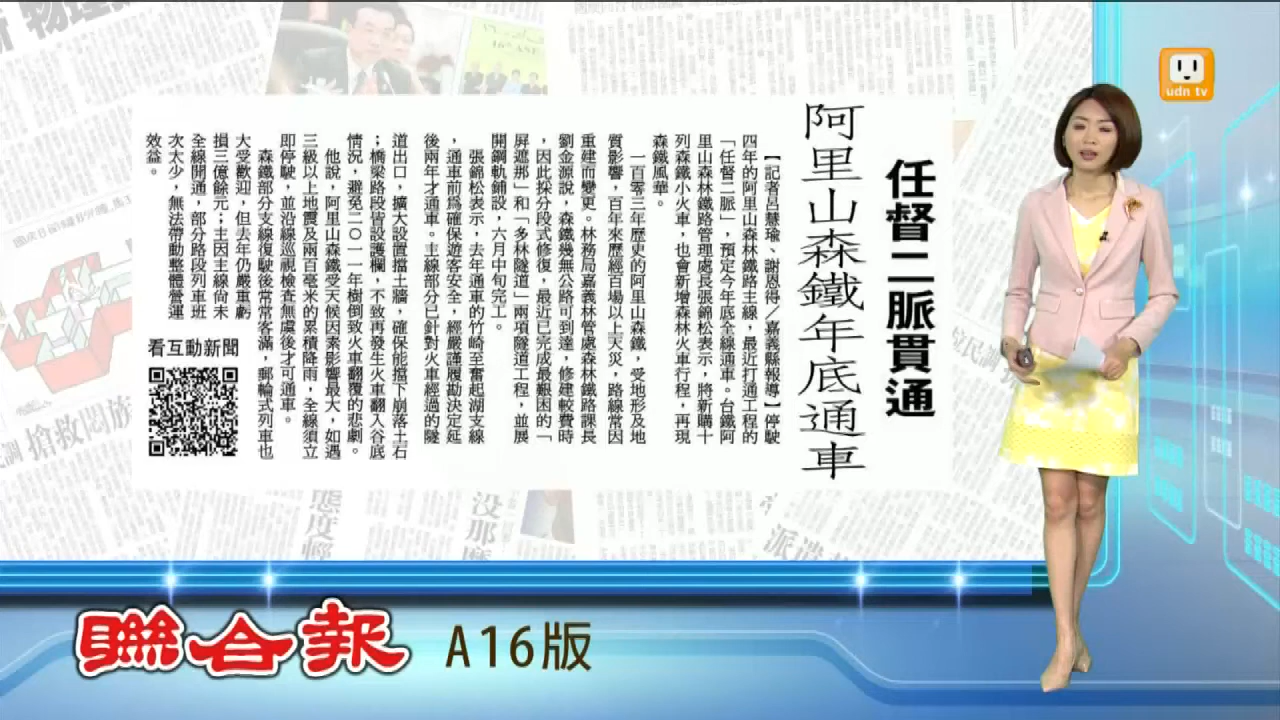 任督二脈貫通
阿里山森鐵年底通車
【記者呂慧瑜、謝恩得／嘉義縣報導】停駛
四年的阿里山森林鐵路主線，最近打通工程的
「任督二脈」，預定今年底全線通車。台鐵阿
里山森林鐵路管理處長張錦松表示，將新購十
列森鐵小火車，也會新增森林火車行程，再現
森鐵風華。
一百零三年歷史的阿里山森鐵，受地形及地
質影響，百年來歷經百場以上天災，路線常因
重建而變更。林務局嘉義林管處森林鐵路課長
劉金源說，森鐵幾無公路可到達，修建較費時
，因此採分段式修復，最近已完成最艱困的「
屏遮那」和「多林隧道」兩項隧道工程，並展
開鋼軌鋪設，六月中旬完工。
張錦松表示，去年通車的竹崎至奮起湖支線
，通車前為確保遊客安全，經嚴謹履勘決定延
後兩年才通車。主線部分已針對火車經過的隧
道出口，擴大設置擋土牆，確保能擋下崩落土石
；橋梁路段皆設護欄，不致再發生火車翻入谷底
情況，避免二〇一一年樹倒致火車翻覆的悲劇。
他說，阿里山森鐵受天候因素影響最大，如遇
三級以上地震及兩百毫米的累積降雨，全線須立
即停駛，並沿線巡視檢查無虞後才可通車。
森鐵部分支線復駛後常常客滿，郵輪式列車也
大受歡迎，但去年仍嚴重虧
損三億餘元；主因主線尚未
全線開通，部分路段列車班
次太少，無法帶動整體營運
效益。
看互動新聞
udn tv
聯合報 A16版